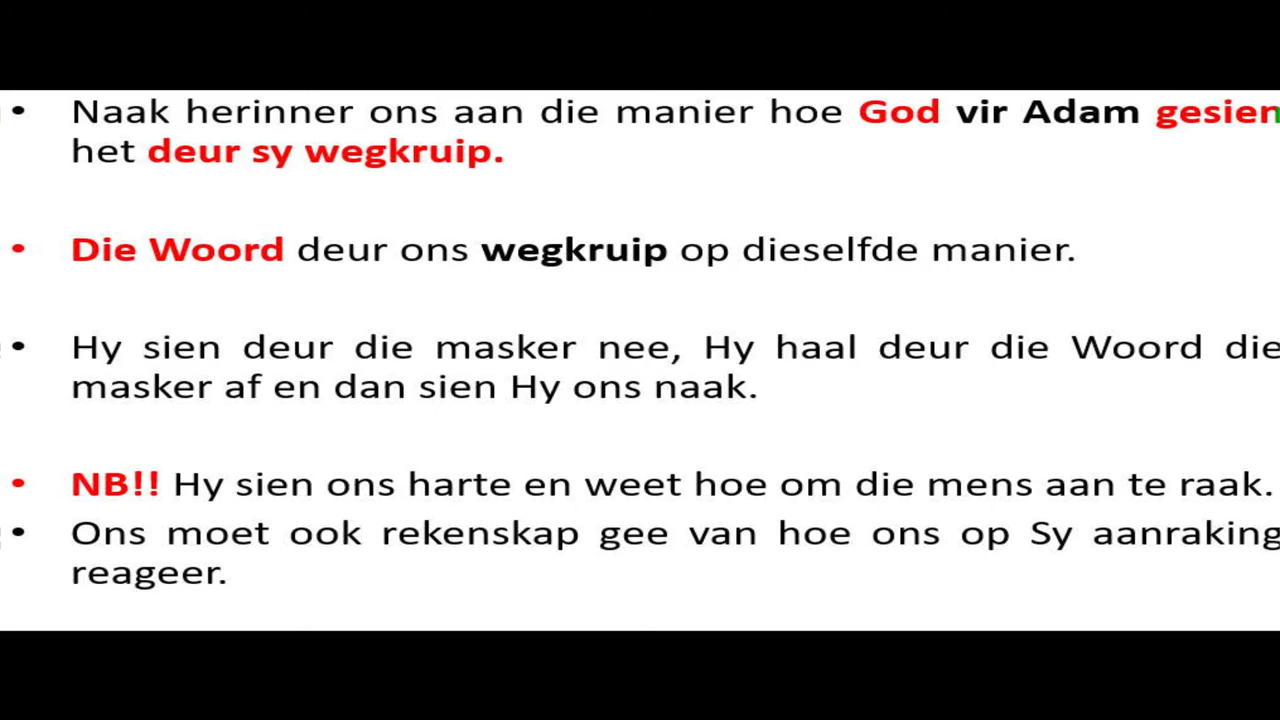 • Naak herinner ons aan die manier hoe God vir Adam gesien
het deur sy wegkruip.
• Die Woord deur ons wegkruip op dieselfde manier.
• Hy sien deur die masker nee, Hy haal deur die Woord die
masker af en dan sien Hy ons naak.
• NB!! Hy sien ons harte en weet hoe om die mens aan te raak.
• Ons moet ook rekenskap gee van hoe ons op Sy aanraking
reageer.